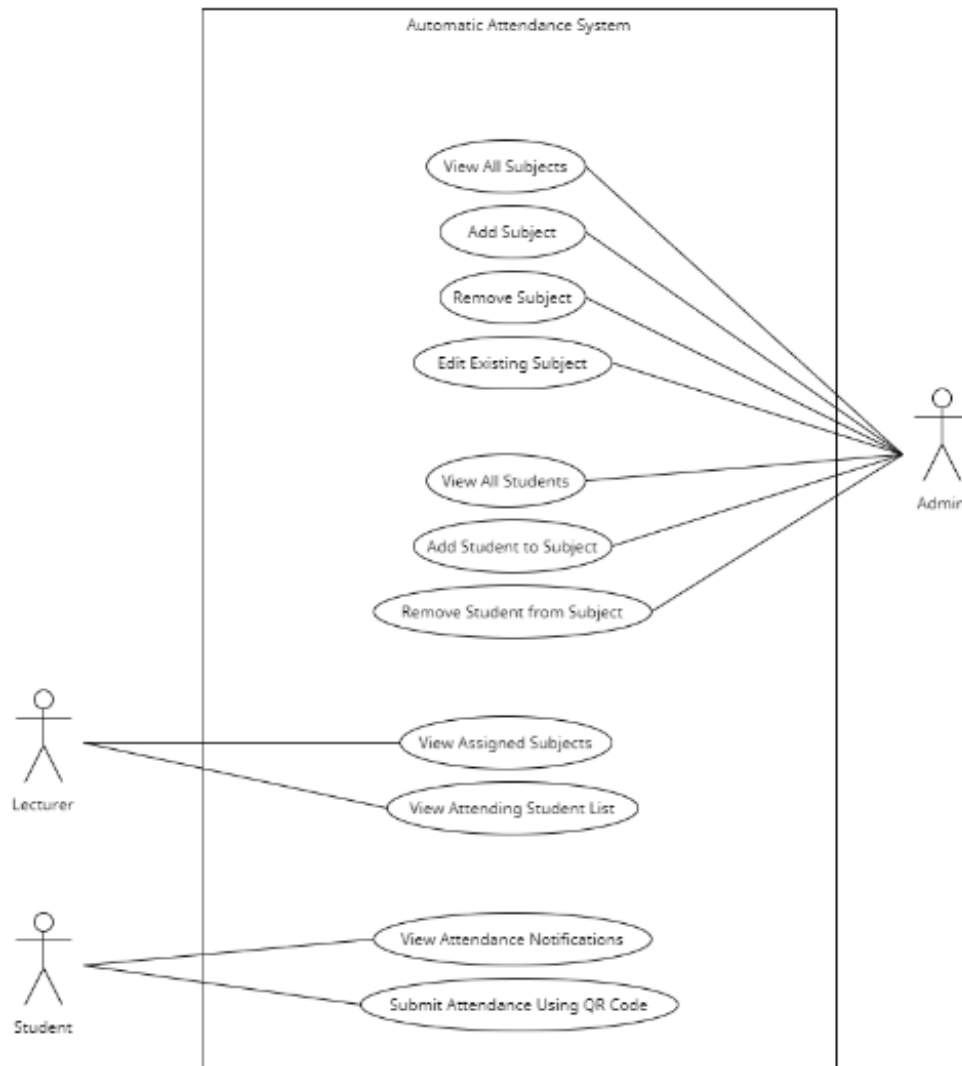 Automatic Attendance System
View All Subjects
Add Subject
Remove Subject
Edit Existing Subject
Admin
View All Students
Add Student to Subject
Remove Student from Subject
View Assigned Subjects
Lecturer
View Attending Student List
View Attendance Notifications
Submit Attendance Using QR Code
Student